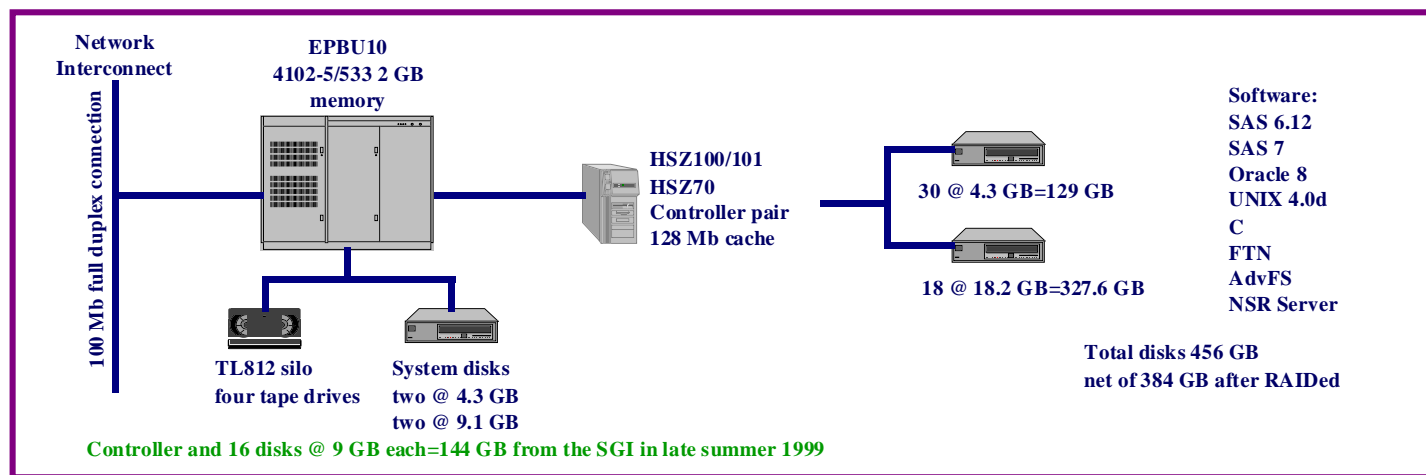 Network
Interconnect
100 Mb full duplex connection
EPBU10
4102-5/533 2 GB
memory
TL812 silo
four tape drives
System disks
two @ 4.3 GB
two @ 9.1 GB
HSZ100/101
HSZ70
Controller pair
128 Mb cache
30 @ 4.3 GB=129 GB
18 @ 18.2 GB=327.6 GB
Software:
SAS 6.12
SAS 7
Oracle 8
UNIX 4.0d
C
FTN
AdvFS
NSR Server
Total disks 456 GB
net of 384 GB after RAIDed
Controller and 16 disks @ 9 GB each=144 GB from the SGI in late summer 1999